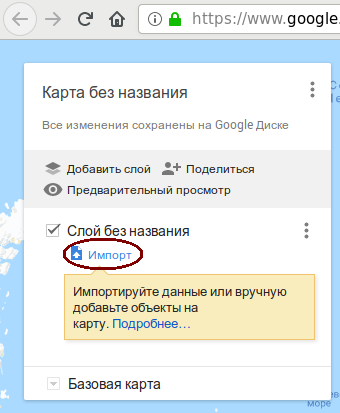 https://www.google.
Карта без названия
Все изменения сохранены на Google Диске
Добавить слой Поделиться
Предварительный просмотр
Слой без названия
Импорт
Импортируйте данные или вручную
добавьте объекты на
карту. Подробнее...
Базовая карта
море